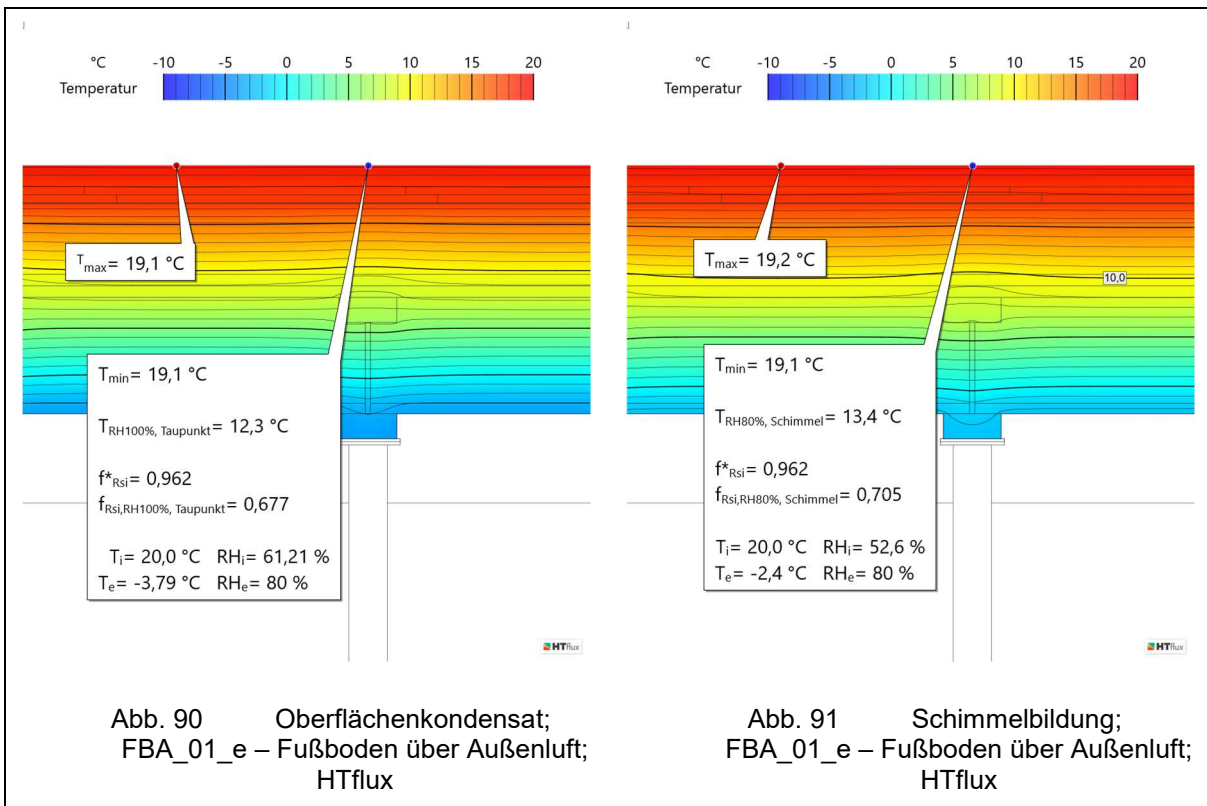 °C -10 -5 0 5 10 15 20
Temperatur
Tmax= 19,1 °C
Tmin= 19,1 °C
TRH100%, Taupunkt= 12,3 °C
f*Rsi= 0,962
fRsi,RH100%, Taupunkt= 0,677
Ti= 20,0 °C RHi= 61,21 %
Te= -3,79 °C RHe= 80 %
HTflux
Abb. 90 Oberflächenkondensat;
FBA_01_e – Fußboden über Außenluft;
HTflux
°C -10 -5 0 5 10 15 20
Temperatur
Tmax= 19,2 °C
10,0
Tmin= 19,1 °C
TRH80%, Schimmel= 13,4 °C
f*Rsi= 0,962
fRsi,RH80%, Schimmel= 0,705
Ti= 20,0 °C RHi= 52,6 %
Te= -2,4 °C RHe= 80 %
HTflux
Abb. 91 Schimmelbildung;
FBA_01_e – Fußboden über Außenluft;
HTflux